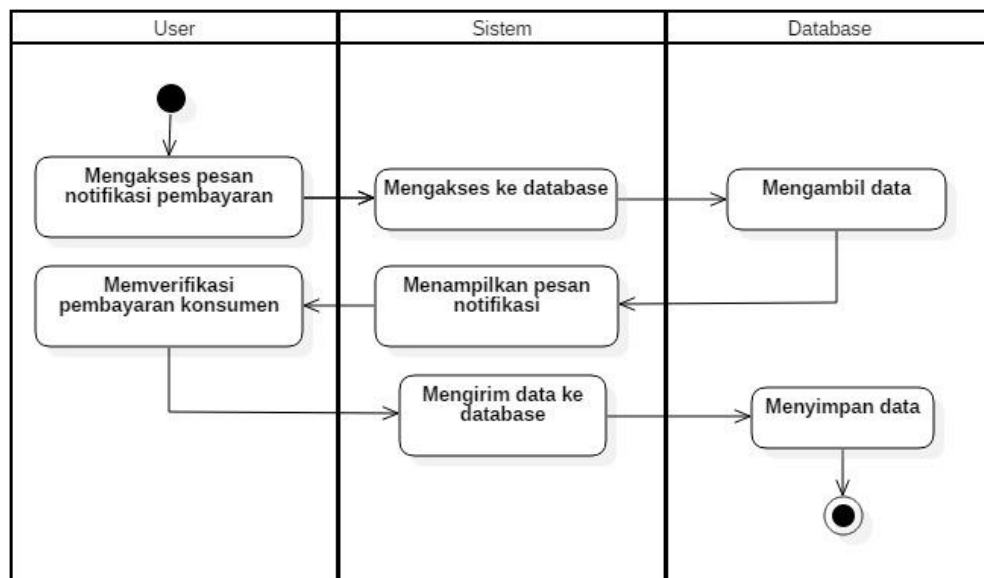 User
Sistem
Database
Mengakses pesan
notifikasi pembayaran
Mengakses ke database
Mengambil data
Memverifikasi
pembayaran konsumen
Menampilkan pesan
notifikasi
Mengirim data ke
database
Menyimpan data